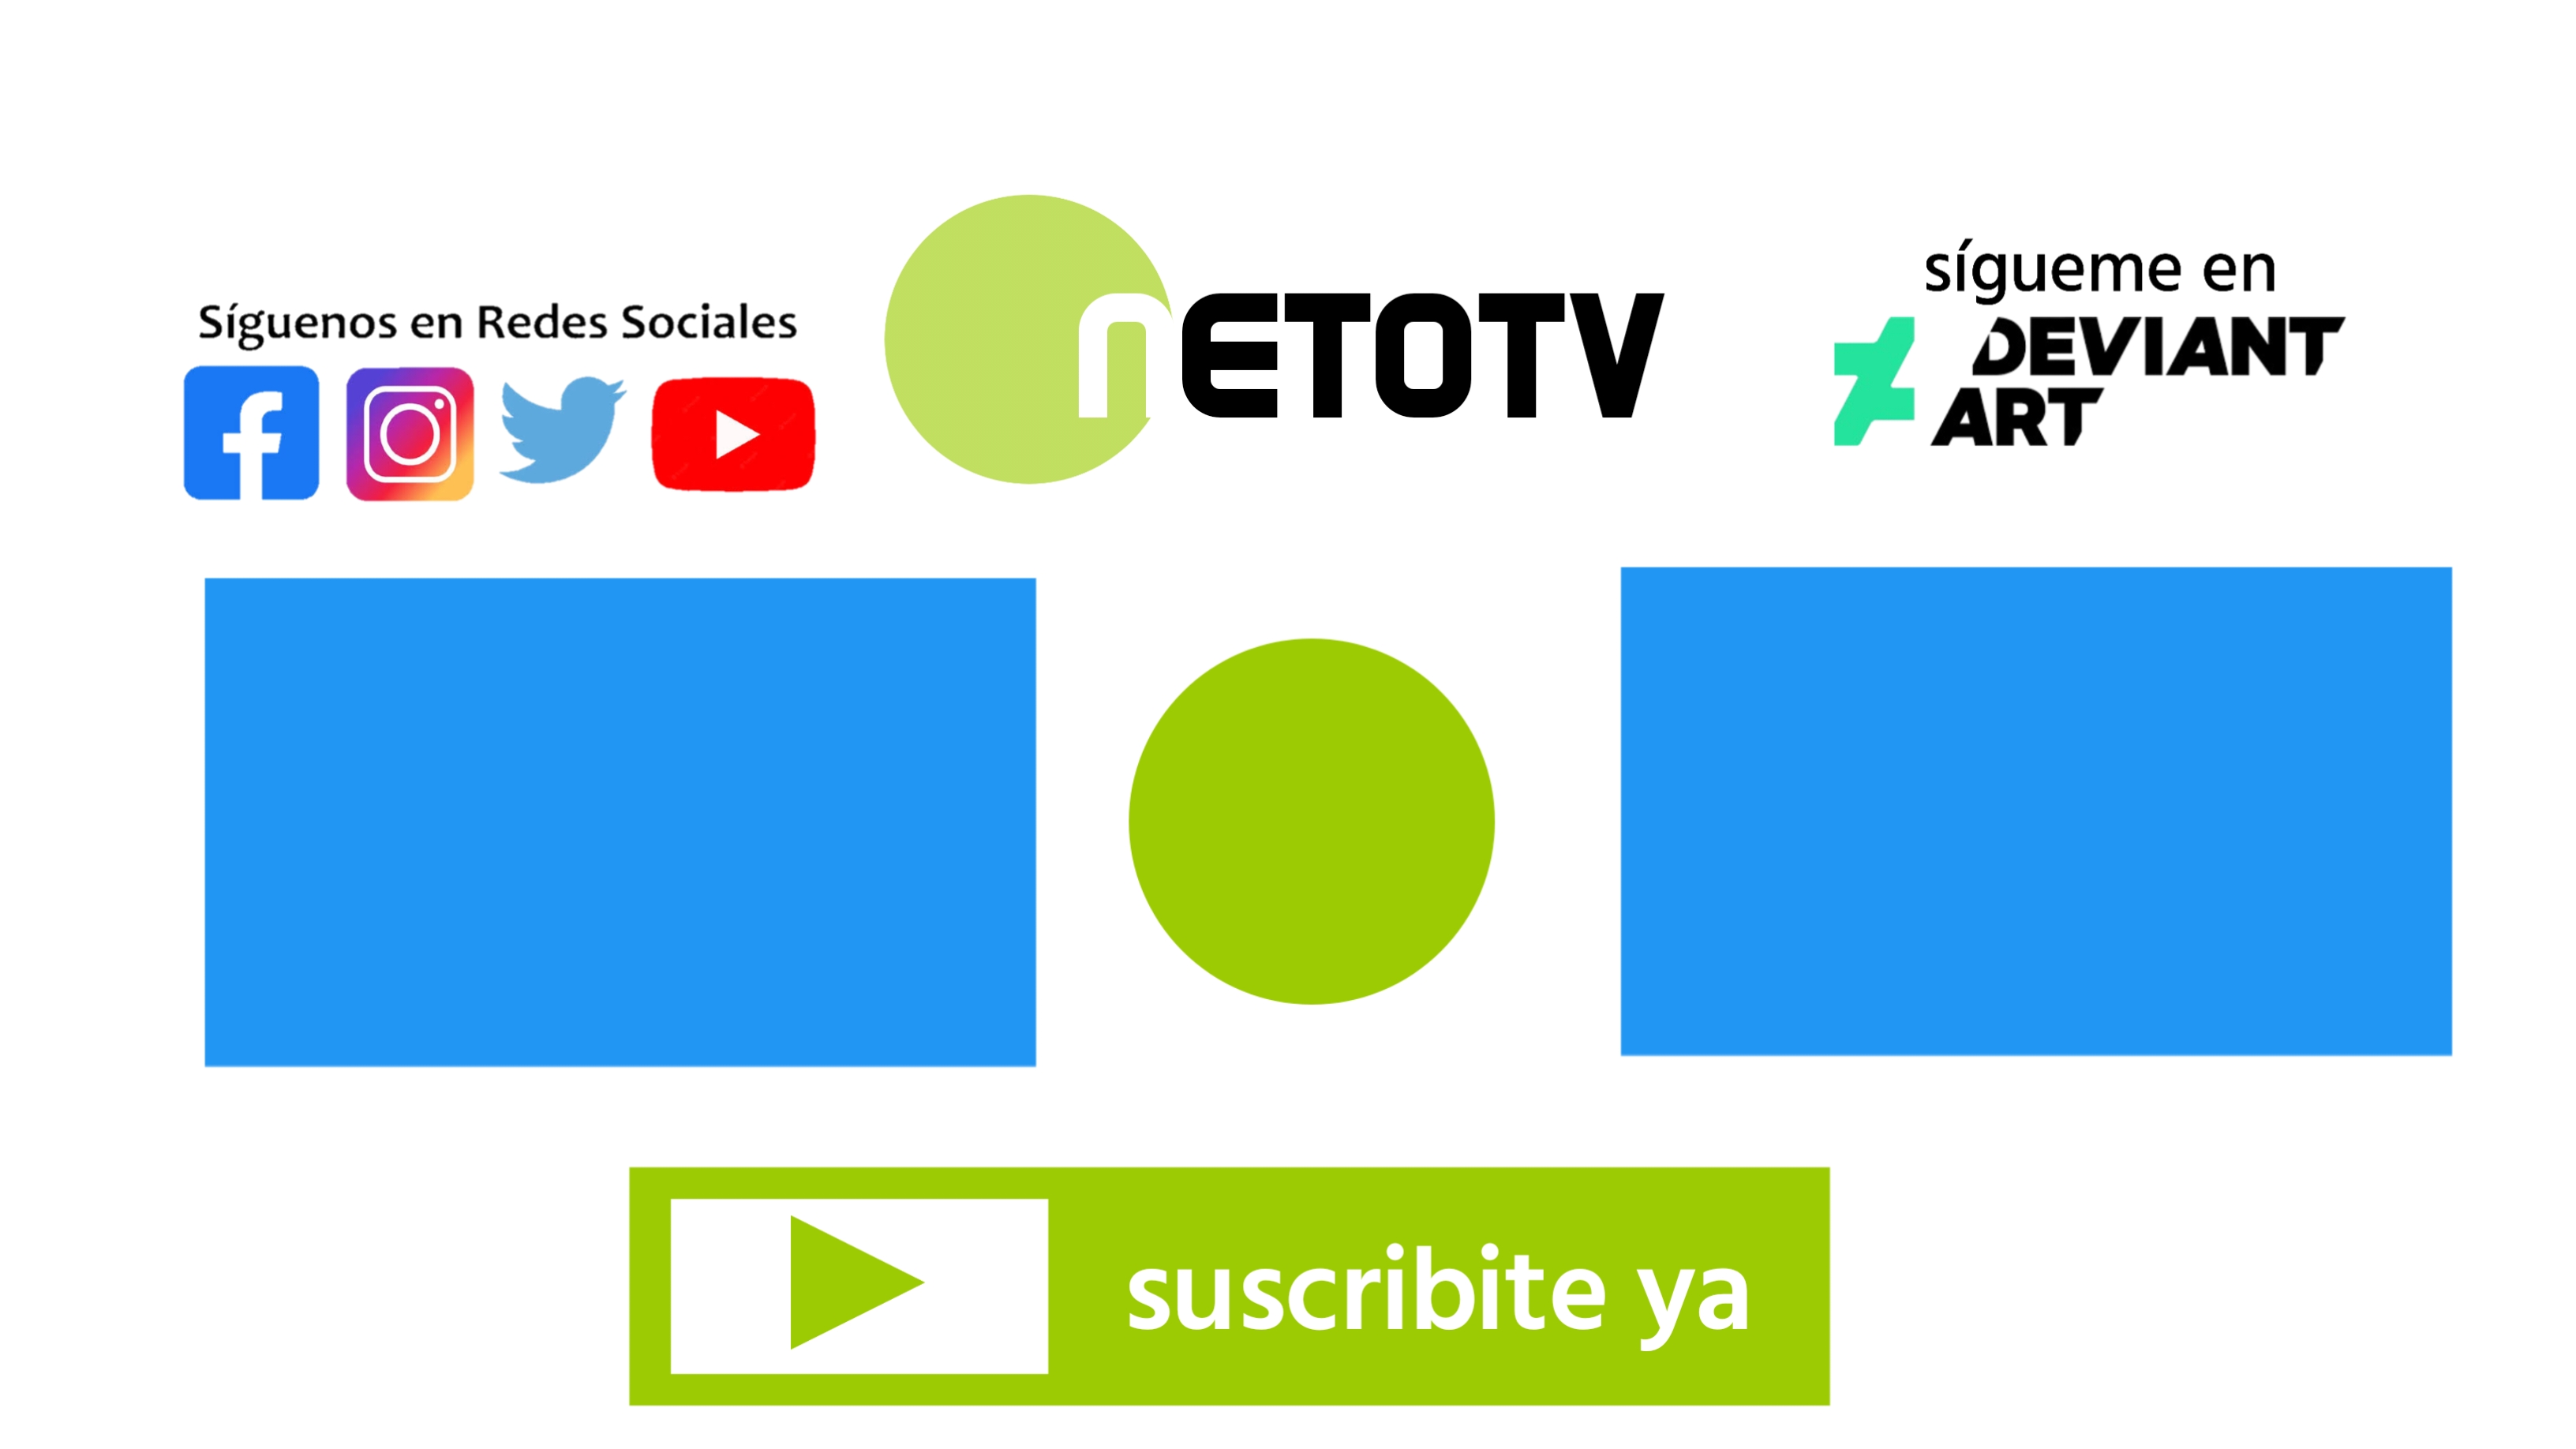 Síguenos en Redes Sociales
nETOTV
sígueme en
DEVIANT
ART
suscribite ya